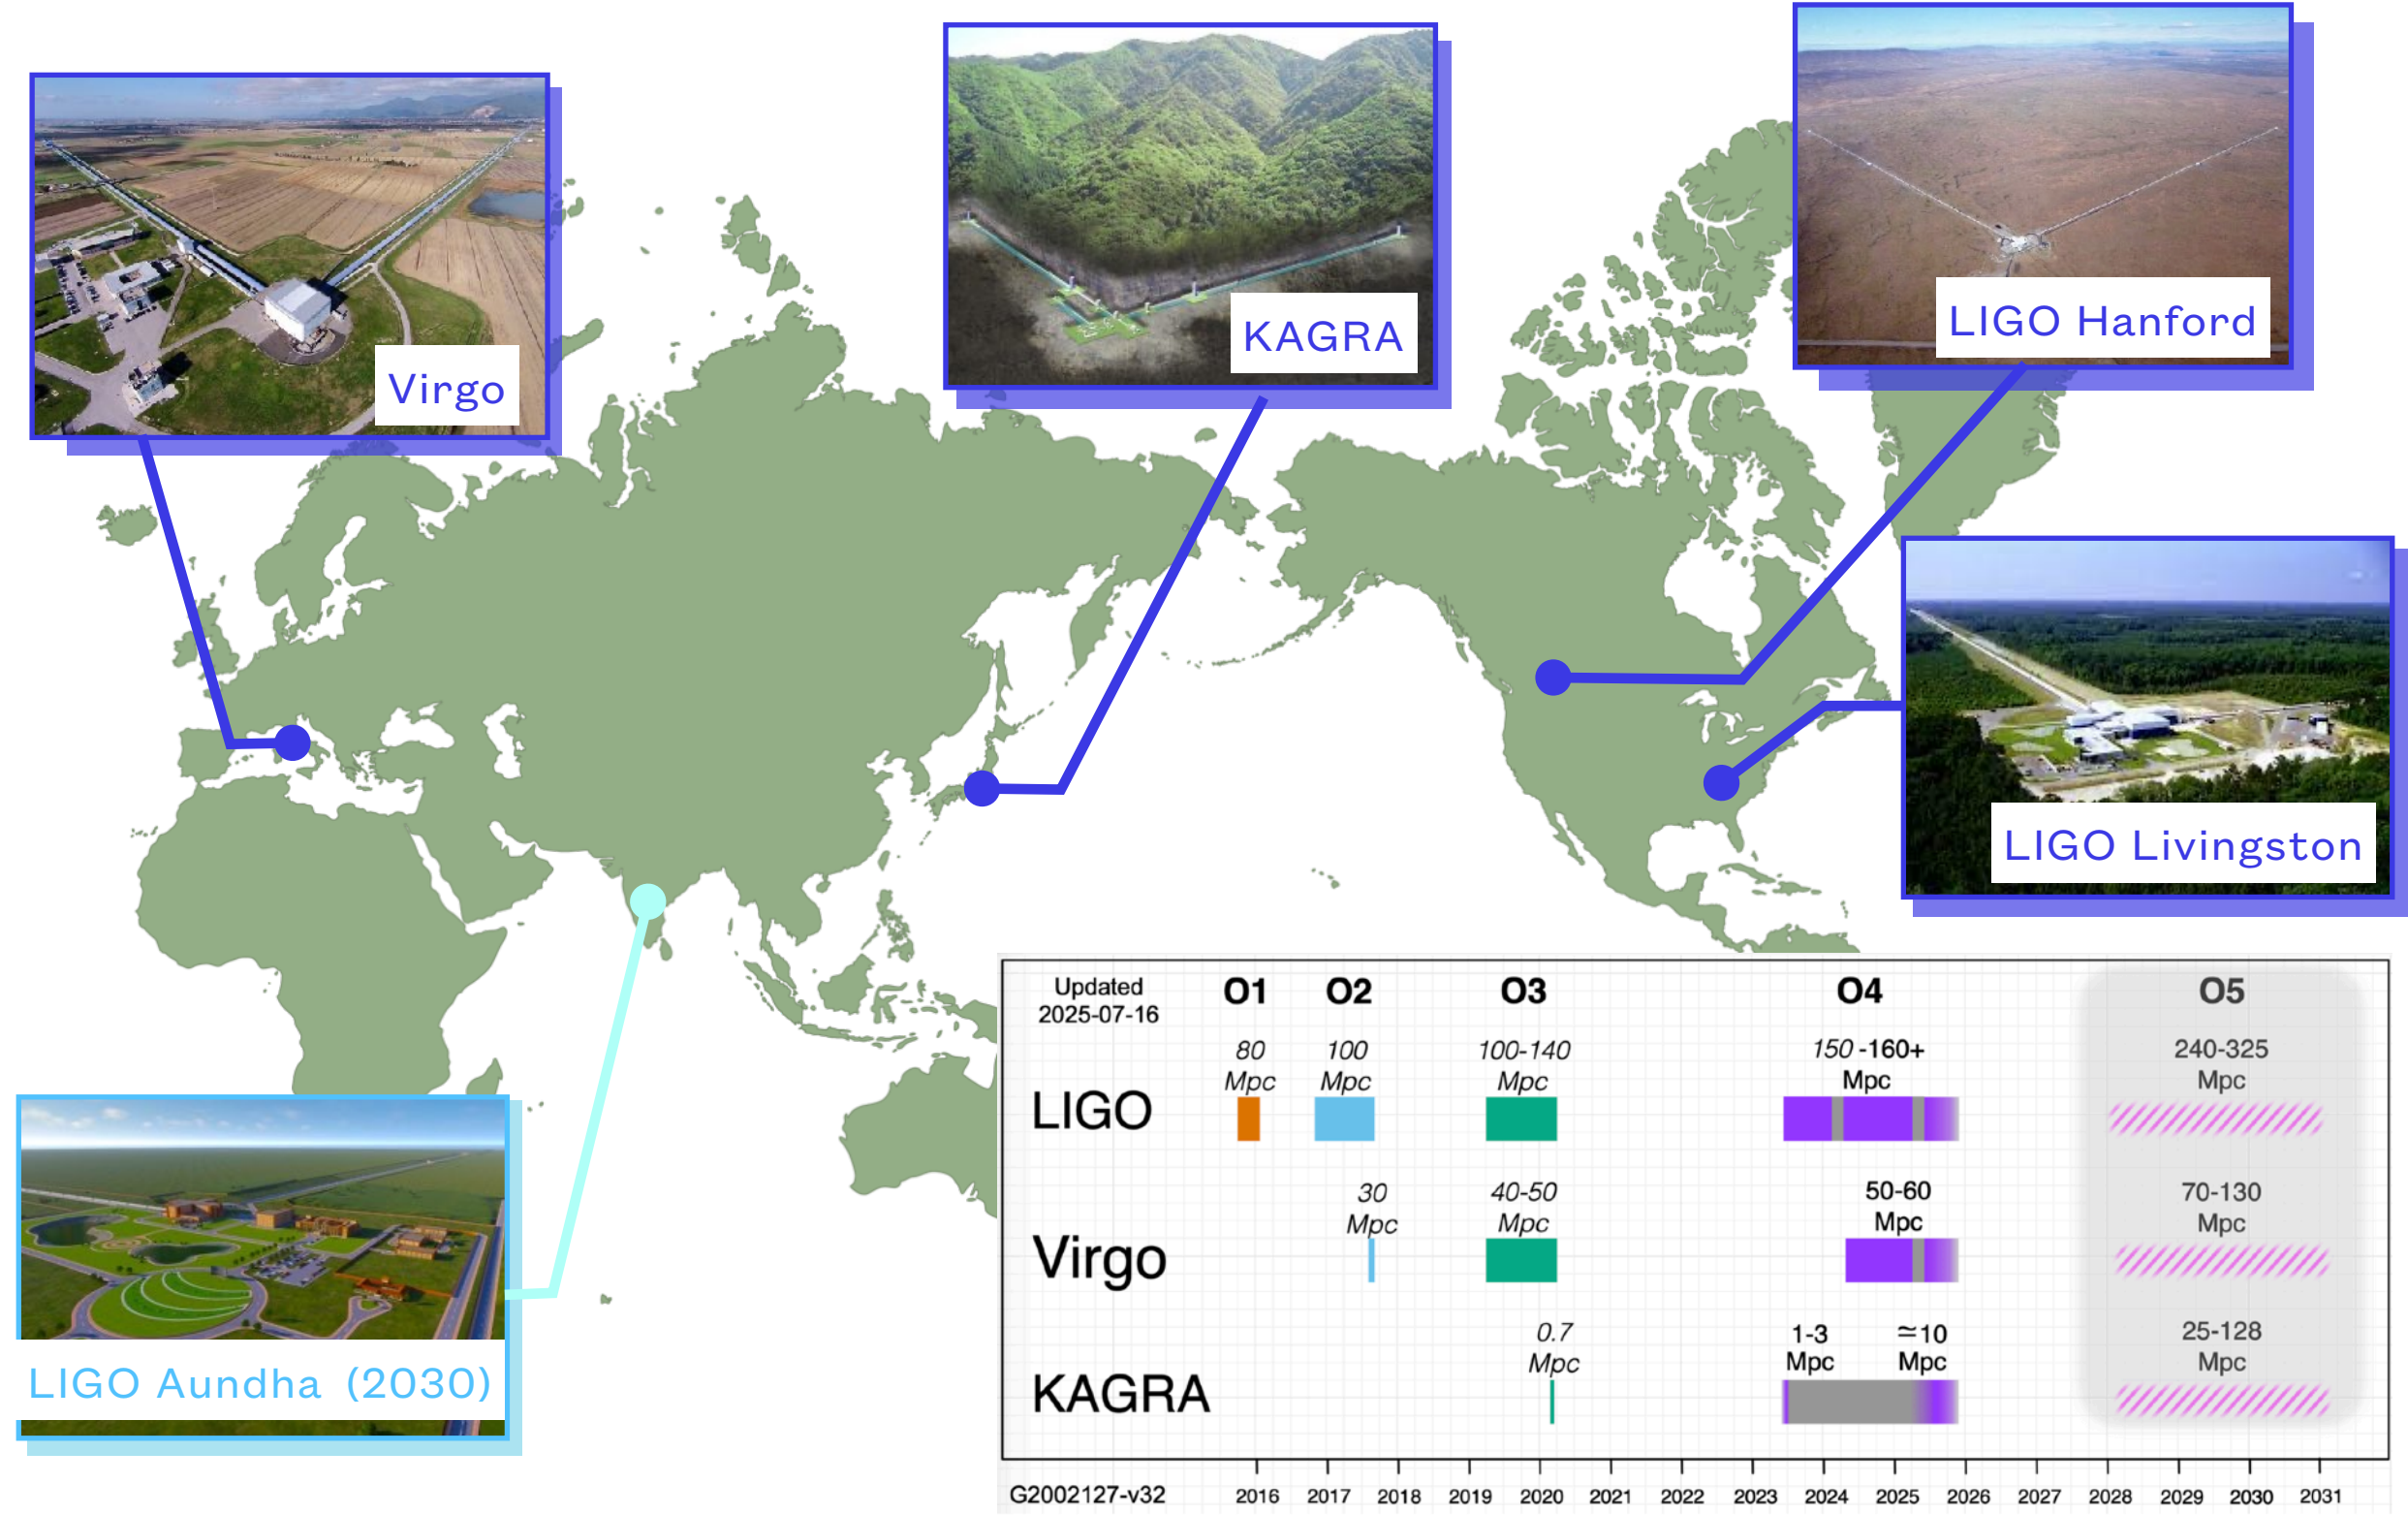 Virgo
KAGRA
LIGO Hanford
LIGO Livingston
LIGO Aundha (2030)
Updated
2025-07-16
O1
O2
O3
O4
O5
80
Mpc
100
Mpc
100-140
Mpc
150 -160+
Mpc
240-325
Mpc
LIGO
30
Mpc
40-50
Mpc
50-60
Mpc
70-130
Mpc
Virgo
0.7
Mpc
1-3
Mpc
≃10
Mpc
25-128
Mpc
KAGRA
G2002127-v32
2016 2017 2018 2019 2020 2021 2022 2023 2024 2025 2026 2027 2028 2029 2030 2031